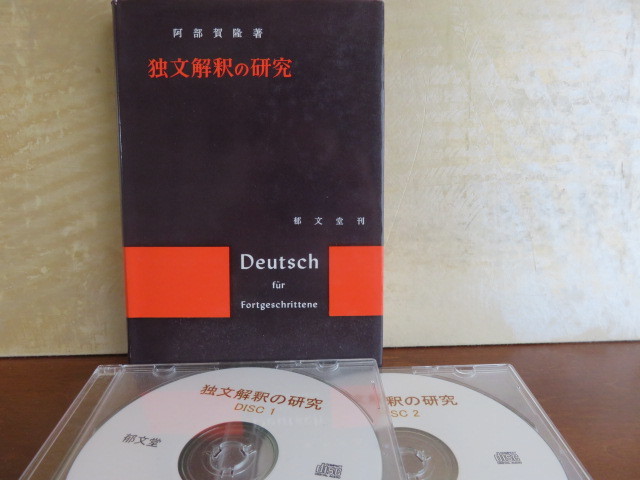 阿部賀隆著
独文解釈の研究
郁文堂刊
Deutsch
für
Fortgeschrittene
独文解釈の研究
DISC 1
郁文堂
釈の研究
SC 2